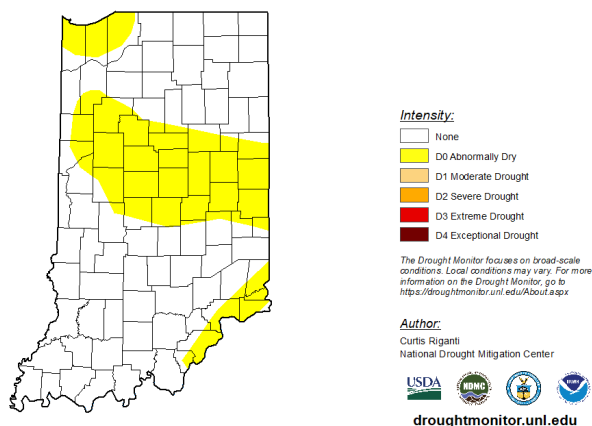 Intensity:
None
D0 Abnormally Dry
D1 Moderate Drought
D2 Severe Drought
D3 Extreme Drought
D4 Exceptional Drought
The Drought Monitor focuses on broad-scale
conditions. Local conditions may vary. For more
information on the Drought Monitor, go to
https://droughtmonitor.unl.edu/About.aspx
Author:
Curtis Riganti
National Drought Mitigation Center
USDA
NDMC
droughtmonitor.unl.edu